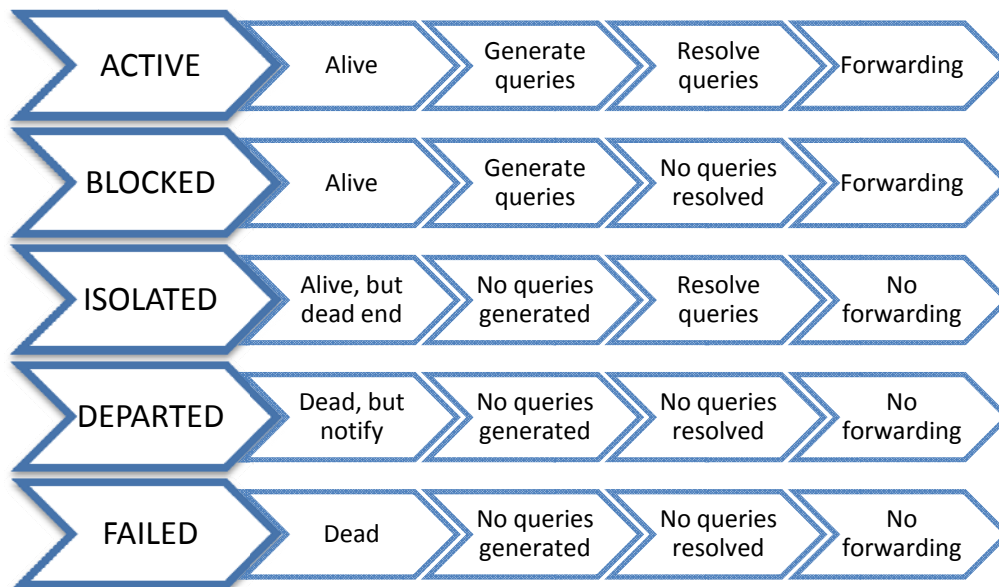 ACTIVE
Alive
Generate
queries
Resolve
queries
Forwarding
BLOCKED
Alive
Generate
queries
No queries
resolved
Forwarding
ISOLATED
Alive, but
dead end
No queries
generated
Resolve
queries
No
forwarding
DEPARTED
Dead, but
notify
No queries
generated
No queries
resolved
No
forwarding
FAILED
Dead
No queries
generated
No queries
resolved
No
forwarding